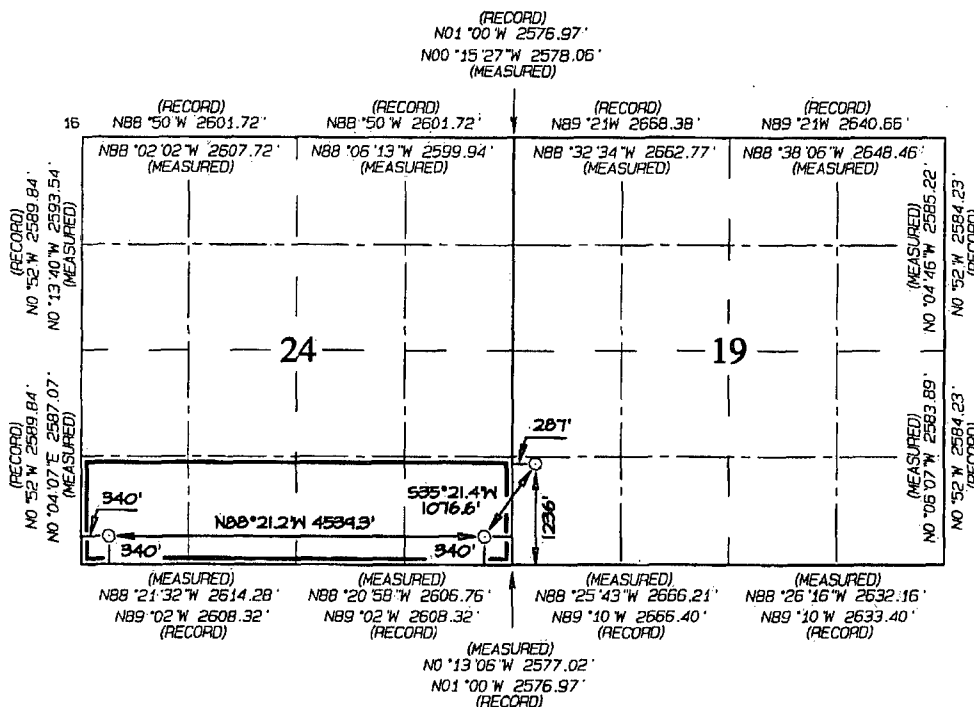 (RECORD)
N01°00'W 2576.97'
N00°15'27"W 2578.06'
(MEASURED)
16
(RECORD)
N88°50'W 2601.72'
(RECORD)
N88°50'W 2601.72'
(RECORD)
N89°21'W 2668.38'
(RECORD)
N89°21'W 2640.66'
N88°02'02"W 2607.72'
(MEASURED)
N88°06'13"W 2599.94'
(MEASURED)
N88°32'34"W 2662.77'
(MEASURED)
N88°38'06"W 2648.46'
(MEASURED)
(RECORD)
N0°52'W 2589.84'
N0°13'40"W 2593.54'
(MEASURED)
(MEASURED)
N0°04'46"W 2585.22'
N0°52'W 2584.23'
(RECORD)
24
19
(RECORD)
N0°52'W 2589.84'
N0°04'07"E 2587.07'
(MEASURED)
(MEASURED)
N0°06'07"W 2583.89'
N0°52'W 2584.23'
(RECORD)
287'
S35°21.4'W
1076.6'
1236'
340'
N88°21.2'W 4539.3'
340'
340'
(MEASURED)
N88°21'32"W 2614.28'
N89°02'W 2608.32'
(RECORD)
(MEASURED)
N88°20'58"W 2606.76'
N89°02'W 2608.32'
(RECORD)
(MEASURED)
N88°25'43"W 2666.21'
N89°10'W 2665.40'
(RECORD)
(MEASURED)
N88°26'16"W 2632.16'
N89°10'W 2633.40'
(RECORD)
(MEASURED)
N0°13'06"W 2577.02'
N01°00'W 2576.97'
(RECORD)